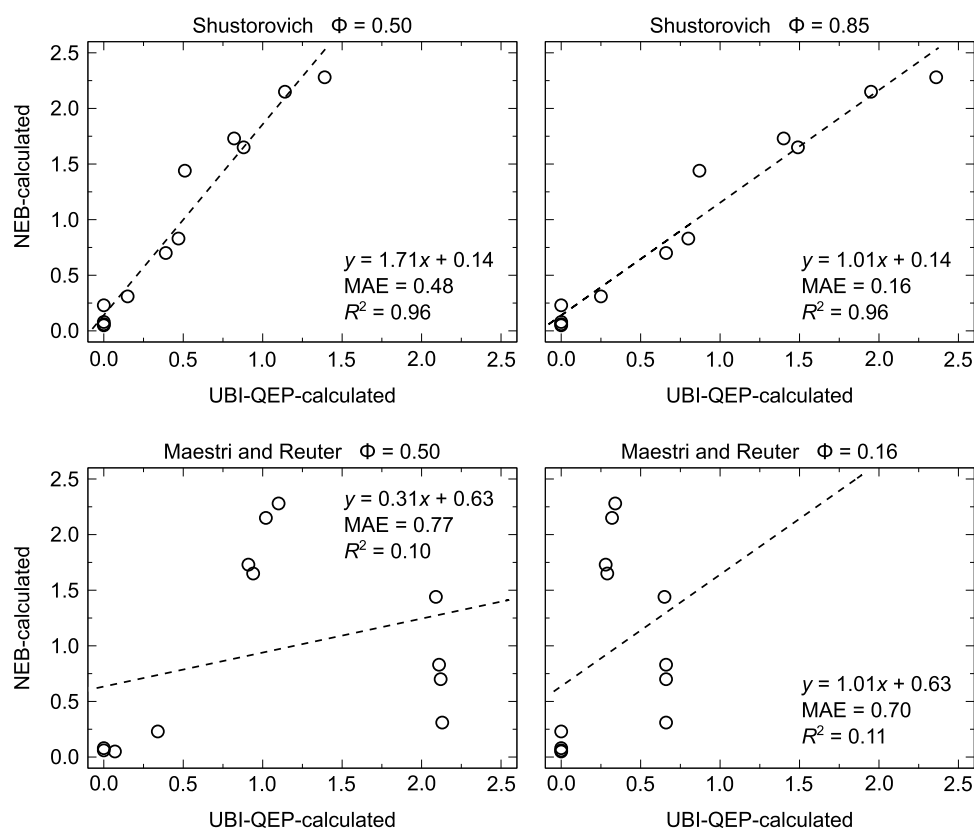 Shustorovich Φ = 0.50
NEB-calculated
2.5
2.0
1.5
1.0
0.5
0.0
y = 1.71x + 0.14
MAE = 0.48
R² = 0.96
0.0 0.5 1.0 1.5 2.0 2.5
UBI-QEP-calculated
Shustorovich Φ = 0.85
y = 1.01x + 0.14
MAE = 0.16
R² = 0.96
0.0 0.5 1.0 1.5 2.0 2.5
UBI-QEP-calculated
Maestri and Reuter Φ = 0.50
NEB-calculated
2.5
2.0
1.5
1.0
0.5
0.0
y = 0.31x + 0.63
MAE = 0.77
R² = 0.10
0.0 0.5 1.0 1.5 2.0 2.5
UBI-QEP-calculated
Maestri and Reuter Φ = 0.16
y = 1.01x + 0.63
MAE = 0.70
R² = 0.11
0.0 0.5 1.0 1.5 2.0 2.5
UBI-QEP-calculated